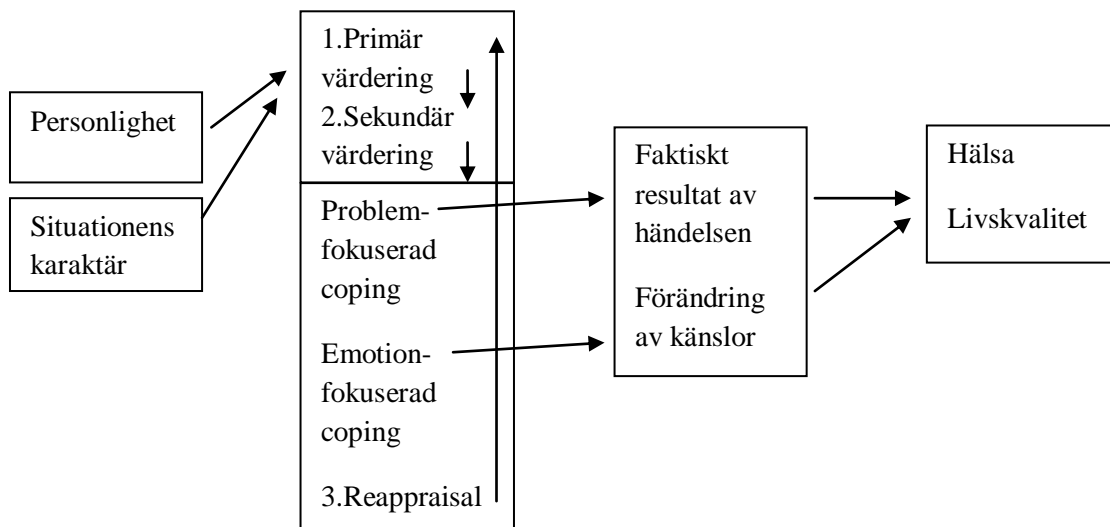 Personlighet
Situationens
karaktär
1.Primär
värdering
2.Sekundär
värdering
Problem-
fokuserad
coping
Emotion-
fokuserad
coping
3.Reappraisal
Faktiskt
resultat av
händelsen
Förändring
av känslor
Hälsa
Livskvalitet